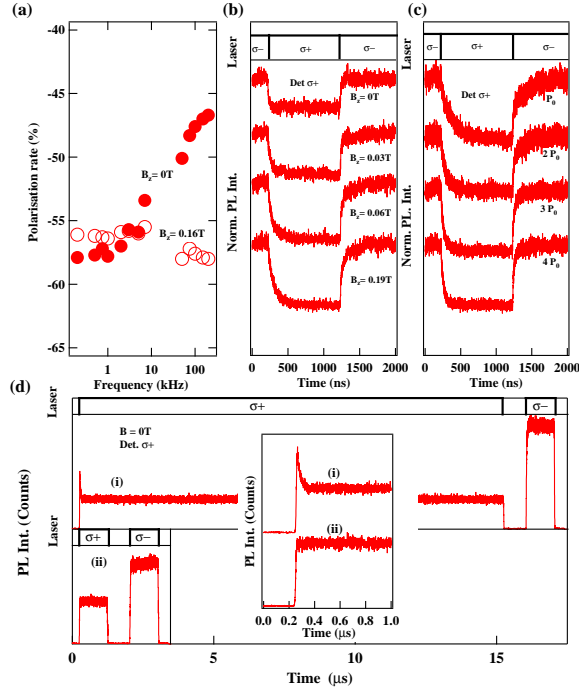 (a)
-40
-45
-50
-55
-60
-65
Polarisation rate (%)
B_z= 0T
B_z= 0.16T
1
10
100
Frequency (kHz)
(b)
Laser
σ−
σ+
σ−
Det σ+
B_z= 0T
B_z= 0.03T
B_z= 0.06T
B_z= 0.19T
Norm. PL Int.
0
500
1000
1500
2000
Time (ns)
(c)
Laser
σ−
σ+
σ−
Det σ+
1P_0
2 P_0
3 P_0
4 P_0
Norm. PL. Int.
0
500
1000
1500
2000
Time (ns)
(d)
Laser
σ+
σ−
B = 0T
Det. σ+
(i)
Laser
σ+
σ−
(ii)
PL Int. (Counts)
0
5
10
15
Time (μs)
PL Int. (Counts)
(i)
(ii)
0.0
0.2
0.4
0.6
0.8
1.0
Time (μs)